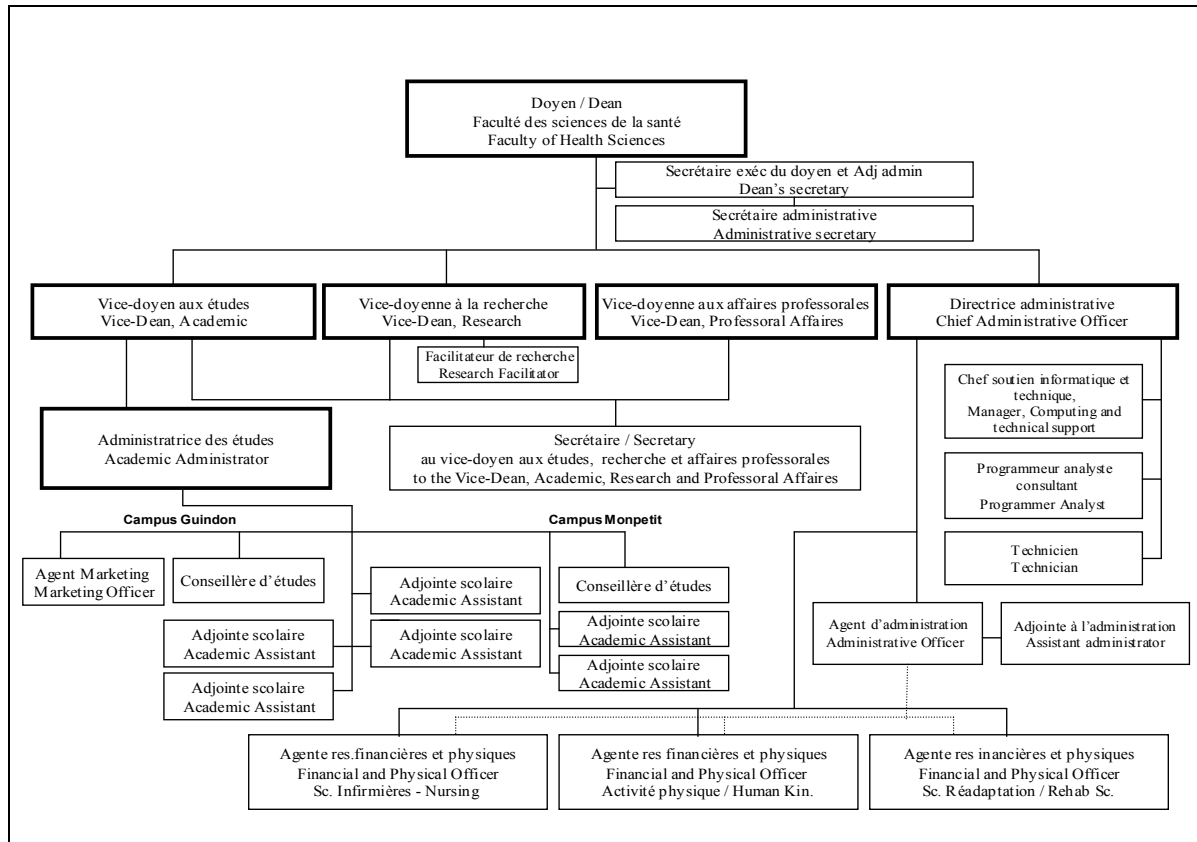 Doyen / Dean
Faculté des sciences de la santé
Faculty of Health Sciences
Secrétaire exéc du doyen et Adj admin
Dean's secretary
Secrétaire administrative
Administrative secretary
Vice-doyen aux études
Vice-Dean, Academic
Vice-doyenne à la recherche
Vice-Dean, Research
Vice-doyenne aux affaires professorales
Vice-Dean, Professoral Affaires
Directrice administrative
Chief Administrative Officer
Facilitateur de recherche
Research Facilitator
Chef soutien informatique et
technique,
Manager, Computing and
technical support
Administratrice des études
Academic Administrator
Secrétaire / Secretary
au vice-doyen aux études, recherche et affaires professorales
to the Vice-Dean, Academic, Research and Professoral Affaires
Programmeur analyste
consultant
Programmer Analyst
Campus Guindon
Campus Monpetit
Agent Marketing
Marketing Officer
Conseillère d'études
Adjointe scolaire
Academic Assistant
Conseillère d'études
Technicien
Technician
Adjointe scolaire
Academic Assistant
Adjointe scolaire
Academic Assistant
Adjointe scolaire
Academic Assistant
Adjointe scolaire
Academic Assistant
Adjointe scolaire
Academic Assistant
Agent d'administration
Administrative Officer
Adjointe à l'administration
Assistant administrator
Agente res.financières et physiques
Financial and Physical Officer
Sc. Infirmières - Nursing
Agente res financières et physiques
Financial and Physical Officer
Activité physique / Human Kin.
Agente res inancières et physiques
Financial and Physical Officer
Sc. Réadaptation / Rehab Sc.